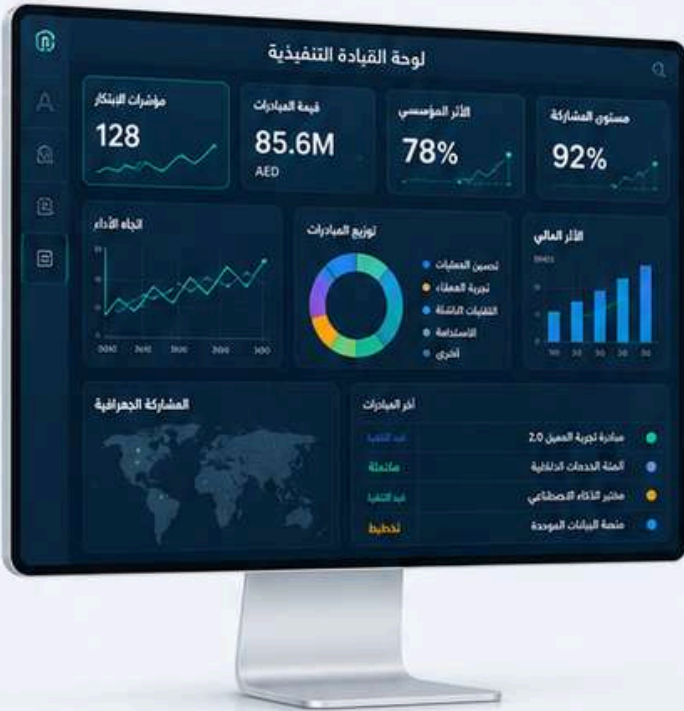 لوحة القيادة التنفيذية
مؤشرات الابتكار
128
قيمة المبادرات
85.6M
AED
الأثر المؤسسي
78%
مستوى المشاركة
92%
اتجاه الأداء
توزيع المبادرات
تحسين العمليات
تجربة العملاء
التقنيات الناشئة
الاستدامة
أخرى
الأثر المالي
المشاركة الجغرافية
آخر المبادرات
مبادرة تجربة العميل 2.0
قيد التنفيذ
أتمتة الخدمات الداخلية
مختبر الذكاء الاصطناعي
قيد التنفيذ
منصة البيانات الموحدة
تخطيط